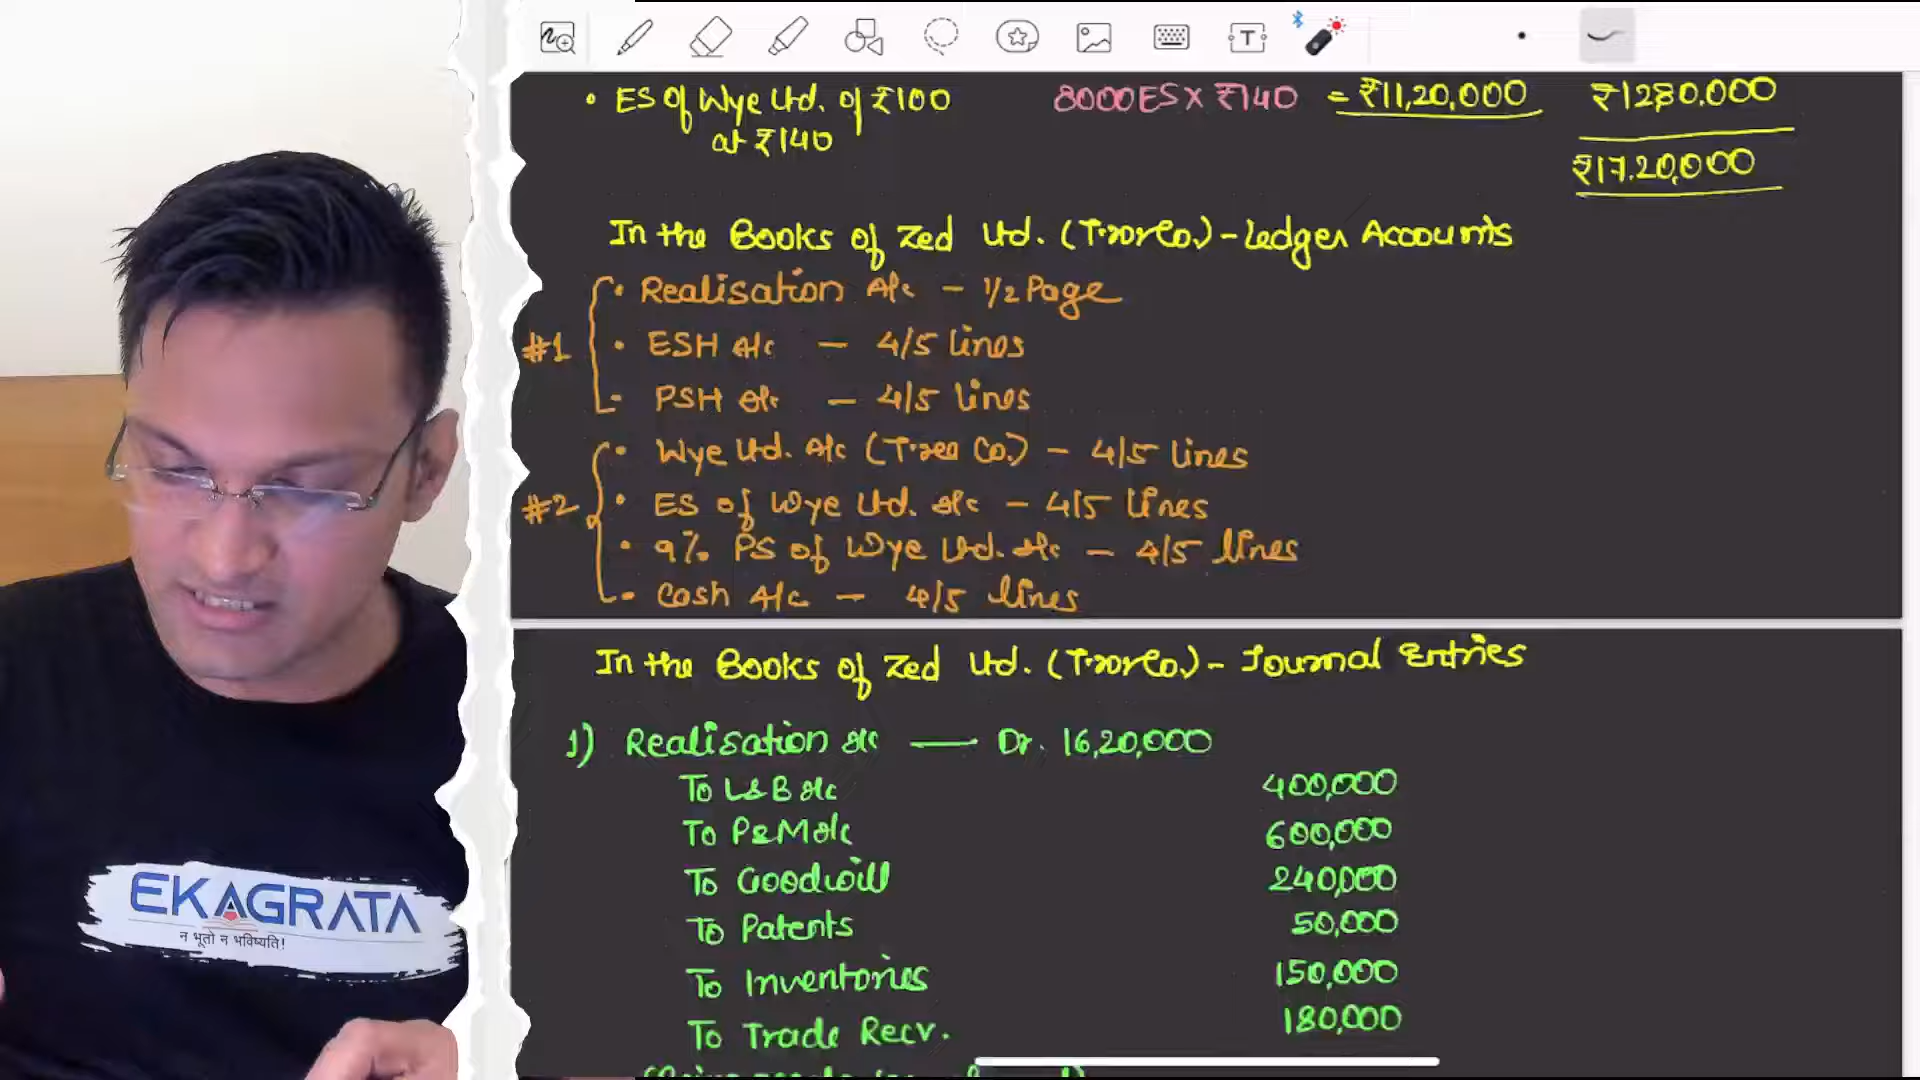 • ES of Wye Ltd. of ₹100 8000ES X ₹140 = ₹11,20,000 ₹1280,000
at ₹140
₹17,20,000
In the Books of Zed Ltd. (T·ror Co.) - Ledger Accounts
#1
• Realisation A/c - 1/2 Page
• ESH a/c - 4/5 lines
• PSH a/c - 4/5 lines
#2
• Wye Ltd. A/c (T·ree Co.) - 4/5 lines
• ES of Wye Ltd. a/c - 4/5 lines
• 9% PS of Wye Ltd. a/c - 4/5 lines
• Cash A/c - 4/5 lines
In the Books of Zed Ltd. (T·ror Co.) - Journal Entries
1) Realisation a/c — Dr. 16,20,000
To L&B a/c 400,000
To P&M a/c 600,000
To Goodwill 240,000
To Patents 50,000
To Inventories 150,000
To Trade Recv. 180,000
EKAGRATA
न भूतो न भविष्यति!
T